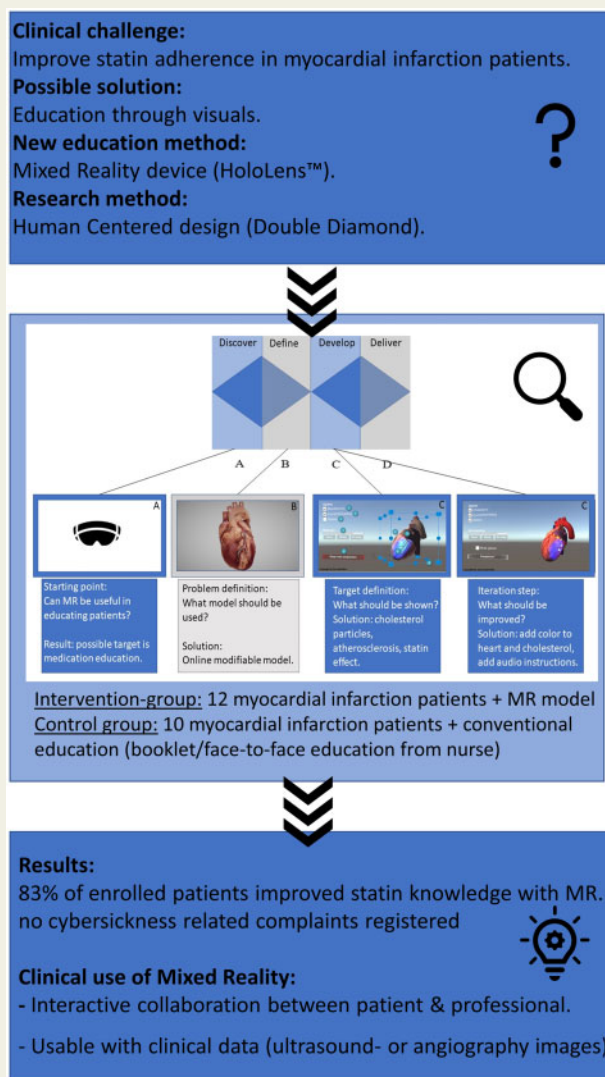 Clinical challenge:
Improve statin adherence in myocardial infarction patients.
Possible solution:
Education through visuals.
New education method:
Mixed Reality device (HoloLens™).
Research method:
Human Centered design (Double Diamond).
?
Discover Define Develop Deliver
A B C D
A
Starting point:
Can MR be useful in
educating patients?
Result: possible target is
medication education.
B
Problem definition:
What model should be
used?
Solution:
Online modifiable model.
C
Target definition:
What should be shown?
Solution: cholesterol
particles,
atherosclerosis, statin
effect.
C
Iteration step:
What should be
improved?
Solution: add color to
heart and cholesterol,
add audio instructions.
Intervention-group: 12 myocardial infarction patients + MR model
Control group: 10 myocardial infarction patients + conventional
education (booklet/face-to-face education from nurse)
Results:
83% of enrolled patients improved statin knowledge with MR.
no cybersickness related complaints registered
Clinical use of Mixed Reality:
- Interactive collaboration between patient & professional.
- Usable with clinical data (ultrasound- or angiography images)